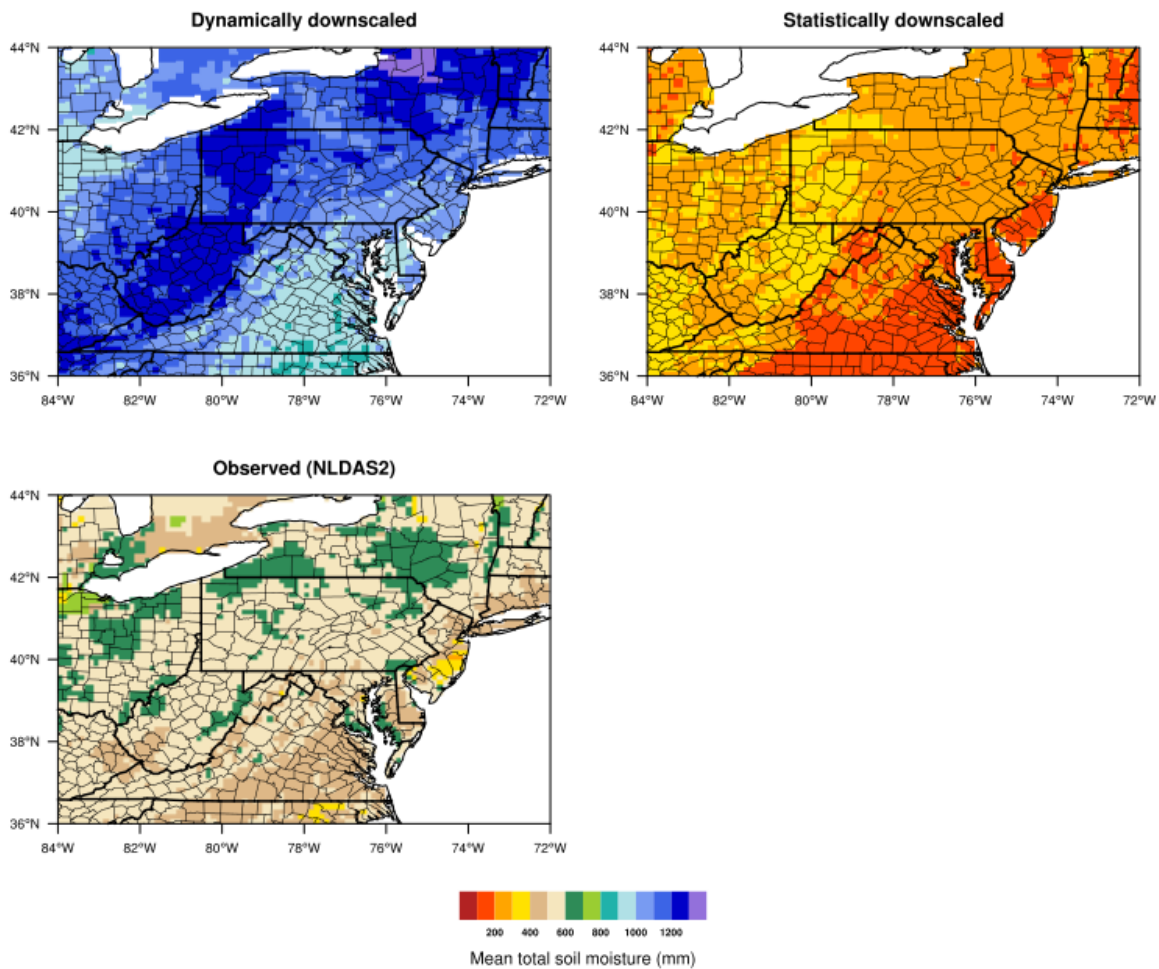 Dynamically downscaled
Statistically downscaled
44°N
42°N
40°N
38°N
36°N
84°W 82°W 80°W 78°W 76°W 74°W 72°W
44°N
42°N
40°N
38°N
36°N
84°W 82°W 80°W 78°W 76°W 74°W 72°W
Observed (NLDAS2)
44°N
42°N
40°N
38°N
36°N
84°W 82°W 80°W 78°W 76°W 74°W 72°W
200 400 600 800 1000 1200
Mean total soil moisture (mm)